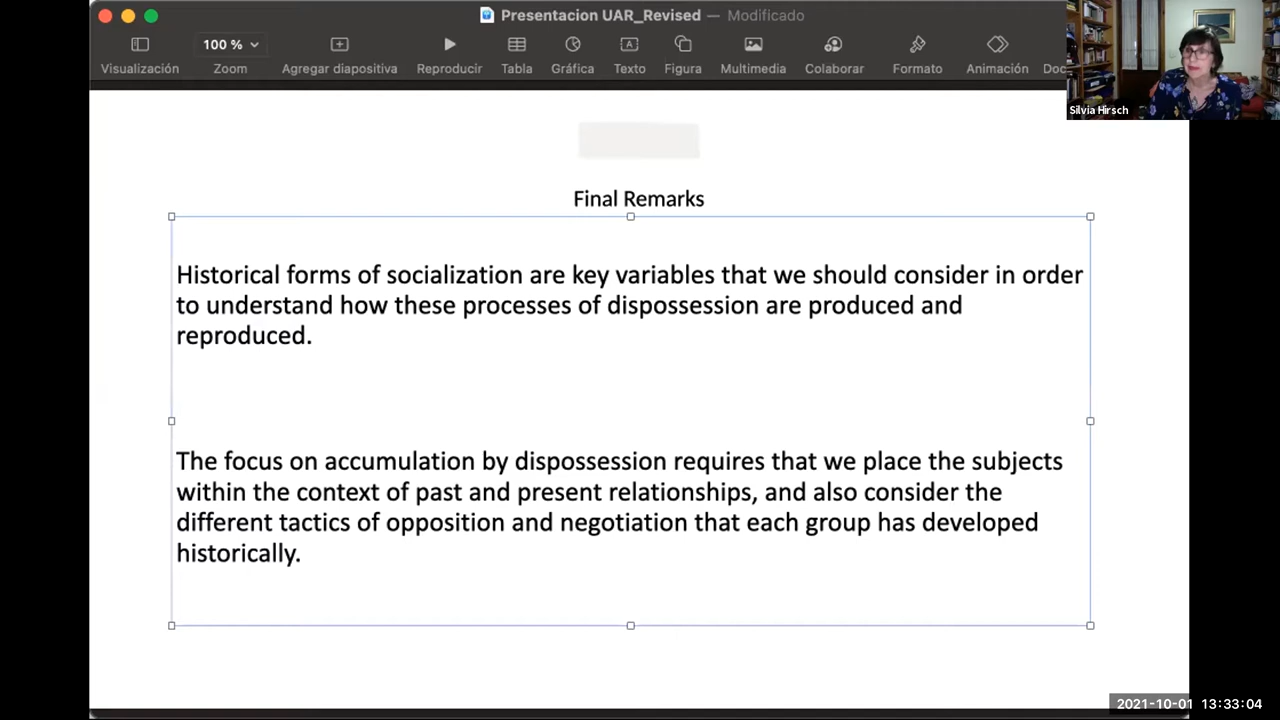 Presentacion UAR_Revised — Modificado
100 %
Visualización Zoom Agregar diapositiva Reproducir Tabla Gráfica Texto Figura Multimedia Colaborar Formato Animación Doc
Silvia Hirsch
Final Remarks
Historical forms of socialization are key variables that we should consider in order
to understand how these processes of dispossession are produced and
reproduced.
The focus on accumulation by dispossession requires that we place the subjects
within the context of past and present relationships, and also consider the
different tactics of opposition and negotiation that each group has developed
historically.
2021-10-01 13:33:04